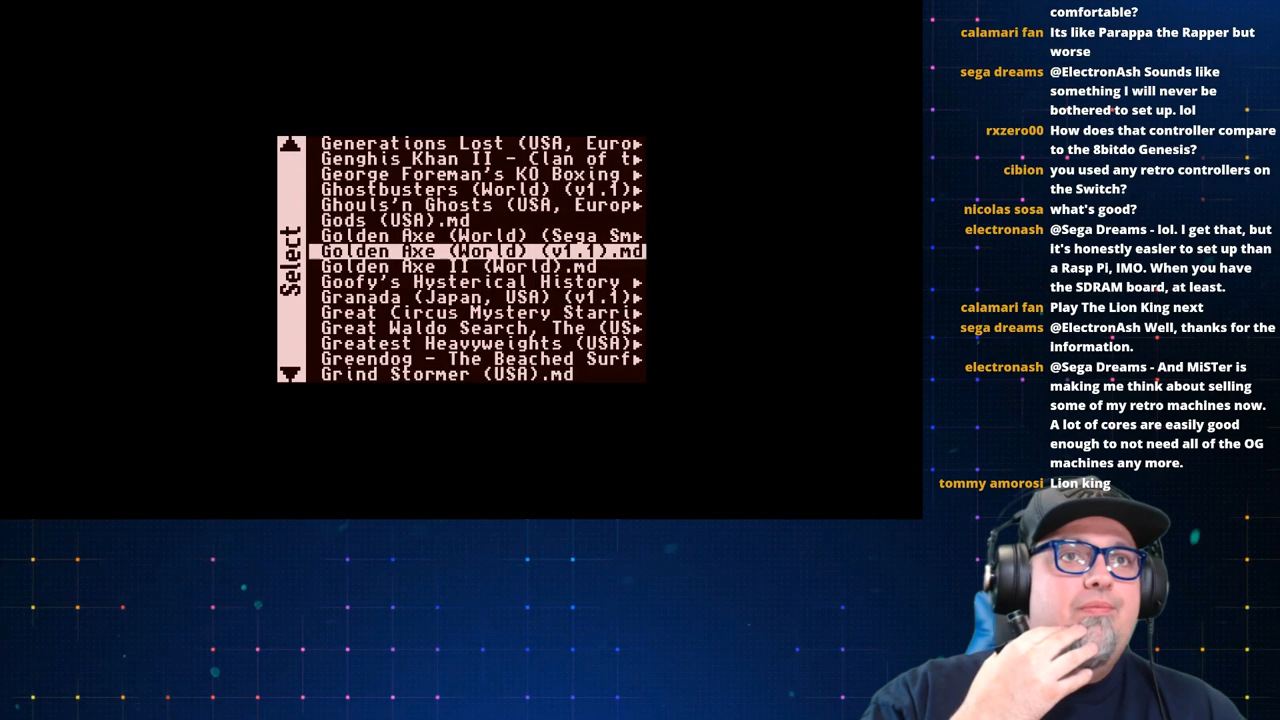 Select
Generations Lost (USA, Euro
Genghis Khan II - Clan of t
George Foreman's KO Boxing
Ghostbusters (World) (v1.1)
Ghouls'n Ghosts (USA, Europ
Gods (USA).md
Golden Axe (World) (Sega Sm
Golden Axe (World) (v1.1).md
Golden Axe II (World).md
Goofy's Hysterical History
Granada (Japan, USA) (v1.1)
Great Circus Mystery Starri
Great Waldo Search, The (US
Greatest Heavyweights (USA)
Greendog - The Beached Surf
Grind Stormer (USA).md
comfortable?
calamari fan Its like Parappa the Rapper but
worse
sega dreams @ElectronAsh Sounds like
something I will never be
bothered to set up. lol
rxzero00 How does that controller compare
to the 8bitdo Genesis?
cibion you used any retro controllers on
the Switch?
nicolas sosa what's good?
electronash @Sega Dreams - lol. I get that, but
it's honestly easier to set up than
a Rasp Pi, IMO. When you have
the SDRAM board, at least.
calamari fan Play The Lion King next
sega dreams @ElectronAsh Well, thanks for the
information.
electronash @Sega Dreams - And MiSTer is
making me think about selling
some of my retro machines now.
A lot of cores are easily good
enough to not need all of the OG
machines any more.
tommy amorosi Lion king